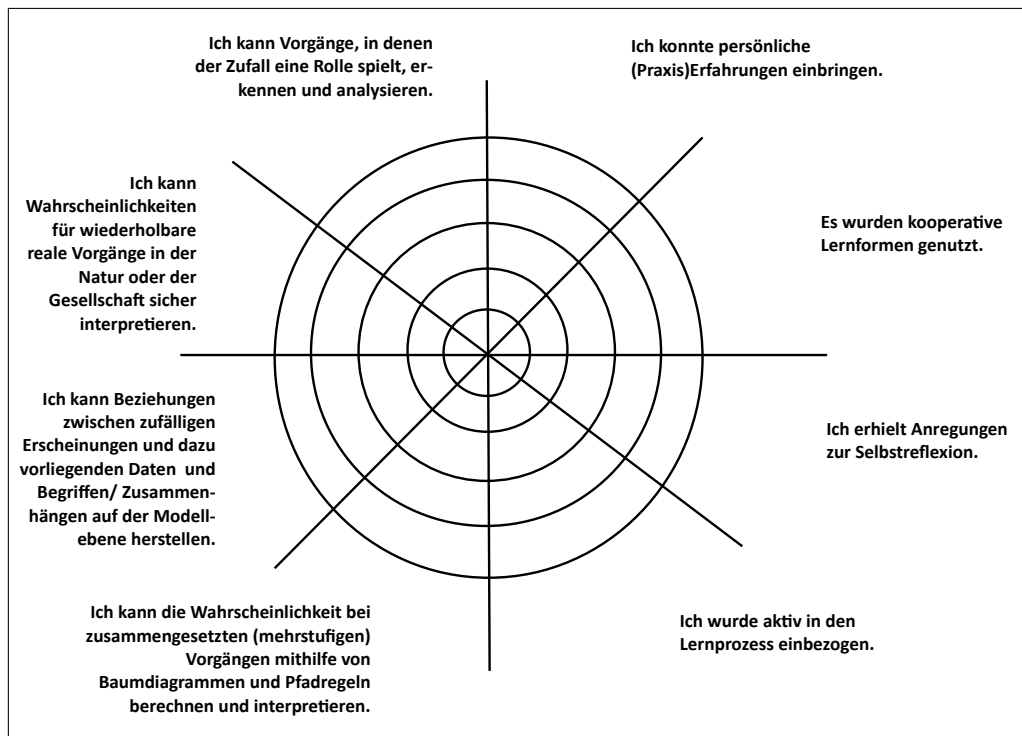 Ich kann Vorgänge, in denen
der Zufall eine Rolle spielt, er-
kennen und analysieren.
Ich konnte persönliche
(Praxis)Erfahrungen einbringen.
Ich kann
Wahrscheinlichkeiten
für wiederholbare
reale Vorgänge in der
Natur oder der
Gesellschaft sicher
interpretieren.
Es wurden kooperative
Lernformen genutzt.
Ich kann Beziehungen
zwischen zufälligen
Erscheinungen und dazu
vorliegenden Daten und
Begriffen/ Zusammen-
hängen auf der Modell-
ebene herstellen.
Ich erhielt Anregungen
zur Selbstreflexion.
Ich kann die Wahrscheinlichkeit bei
zusammengesetzten (mehrstufigen)
Vorgängen mithilfe von
Baumdiagrammen und Pfadregeln
berechnen und interpretieren.
Ich wurde aktiv in den
Lernprozess einbezogen.